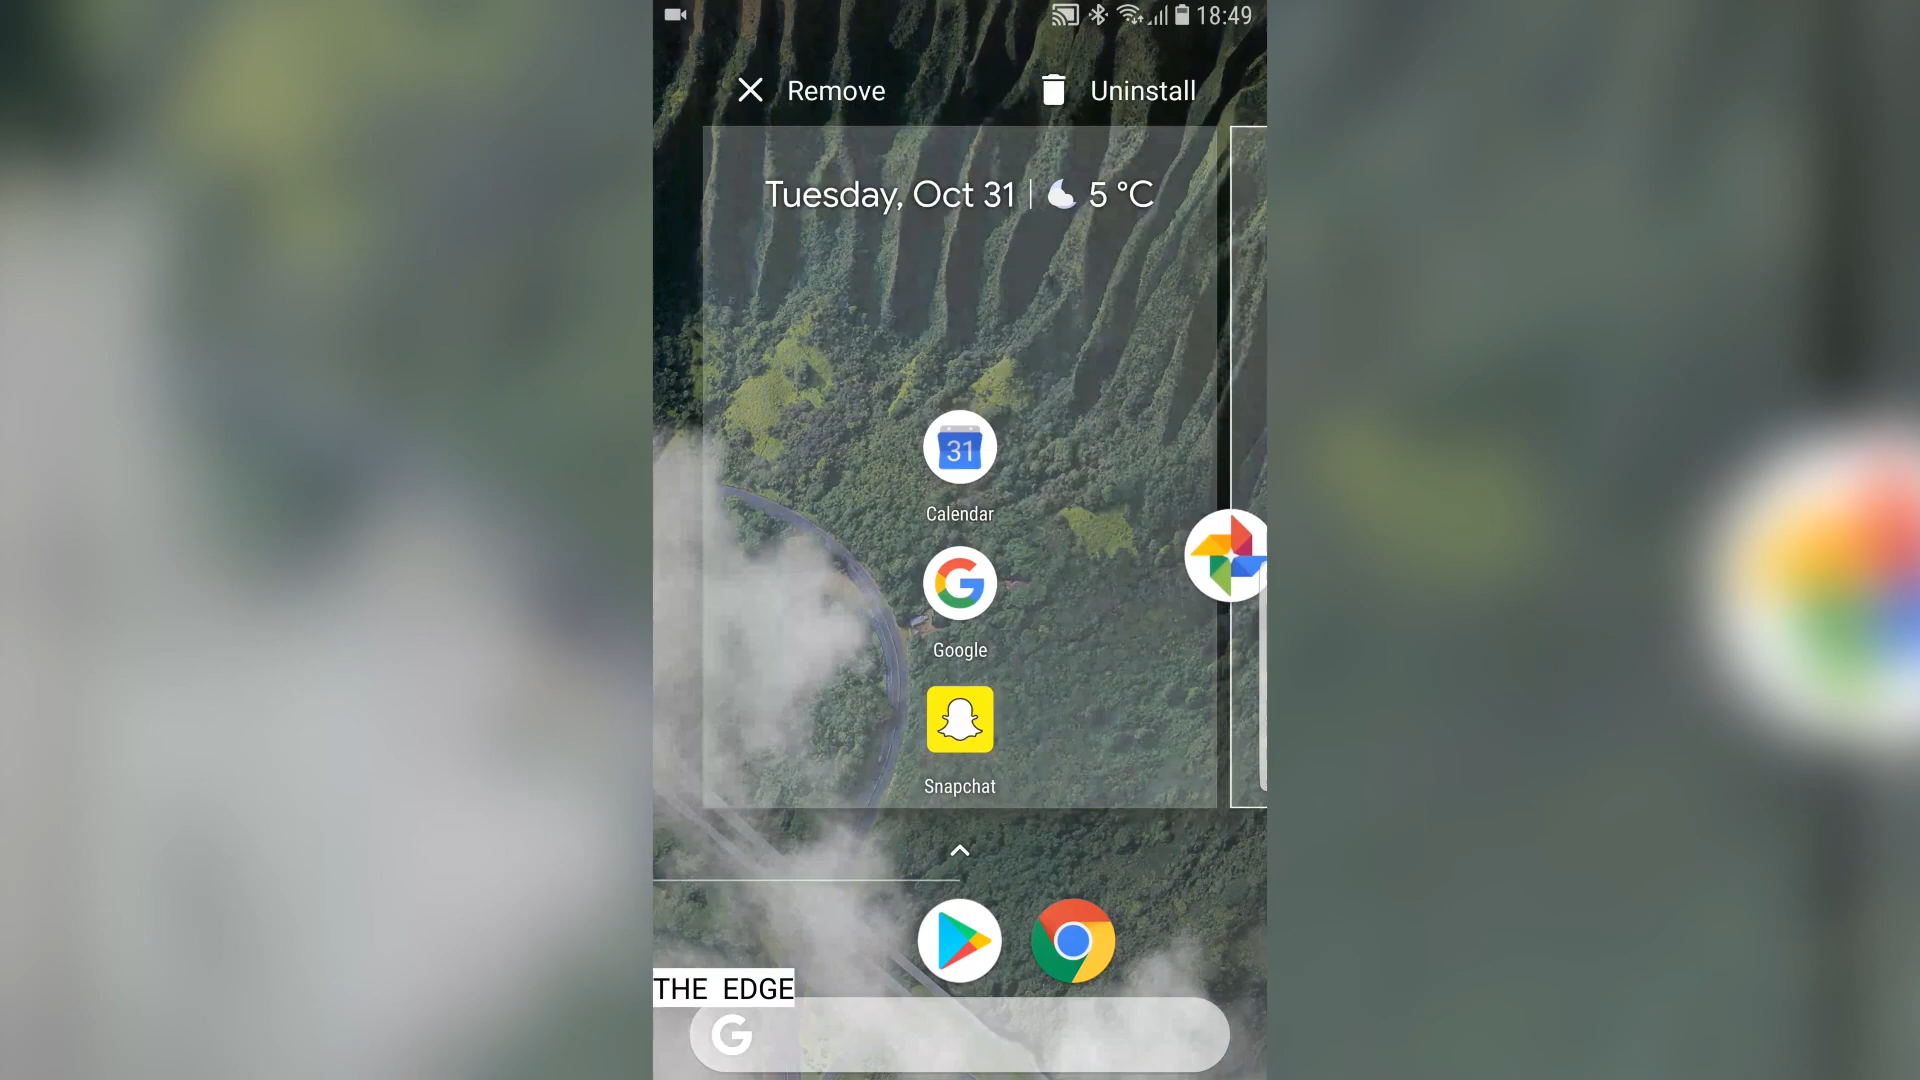 18:49
Remove
Uninstall
Tuesday, Oct 31 | 5 °C
31
Calendar
Google
Snapchat
THE EDGE
G